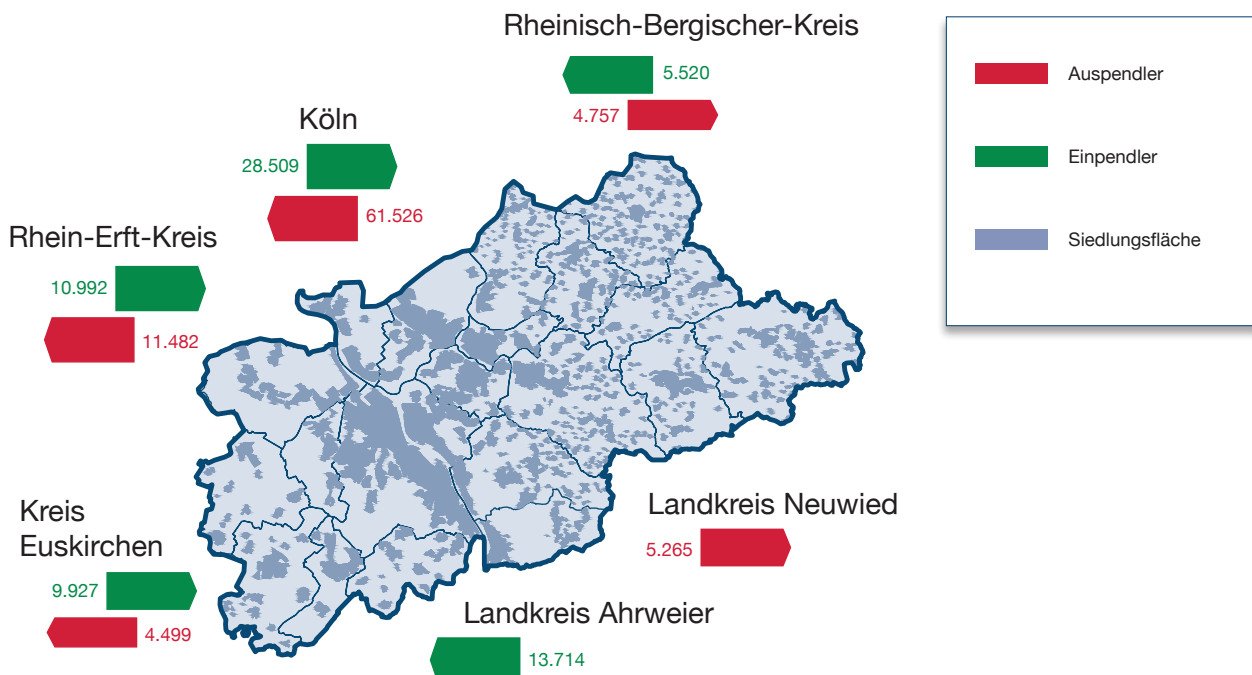 Rheinisch-Bergischer-Kreis
5.520
4.757
Köln
28.509
61.526
Rhein-Erft-Kreis
10.992
11.482
Kreis
Euskirchen
9.927
4.499
Landkreis Neuwied
5.265
Landkreis Ahrweier
13.714
Auspendler
Einpendler
Siedlungsfläche